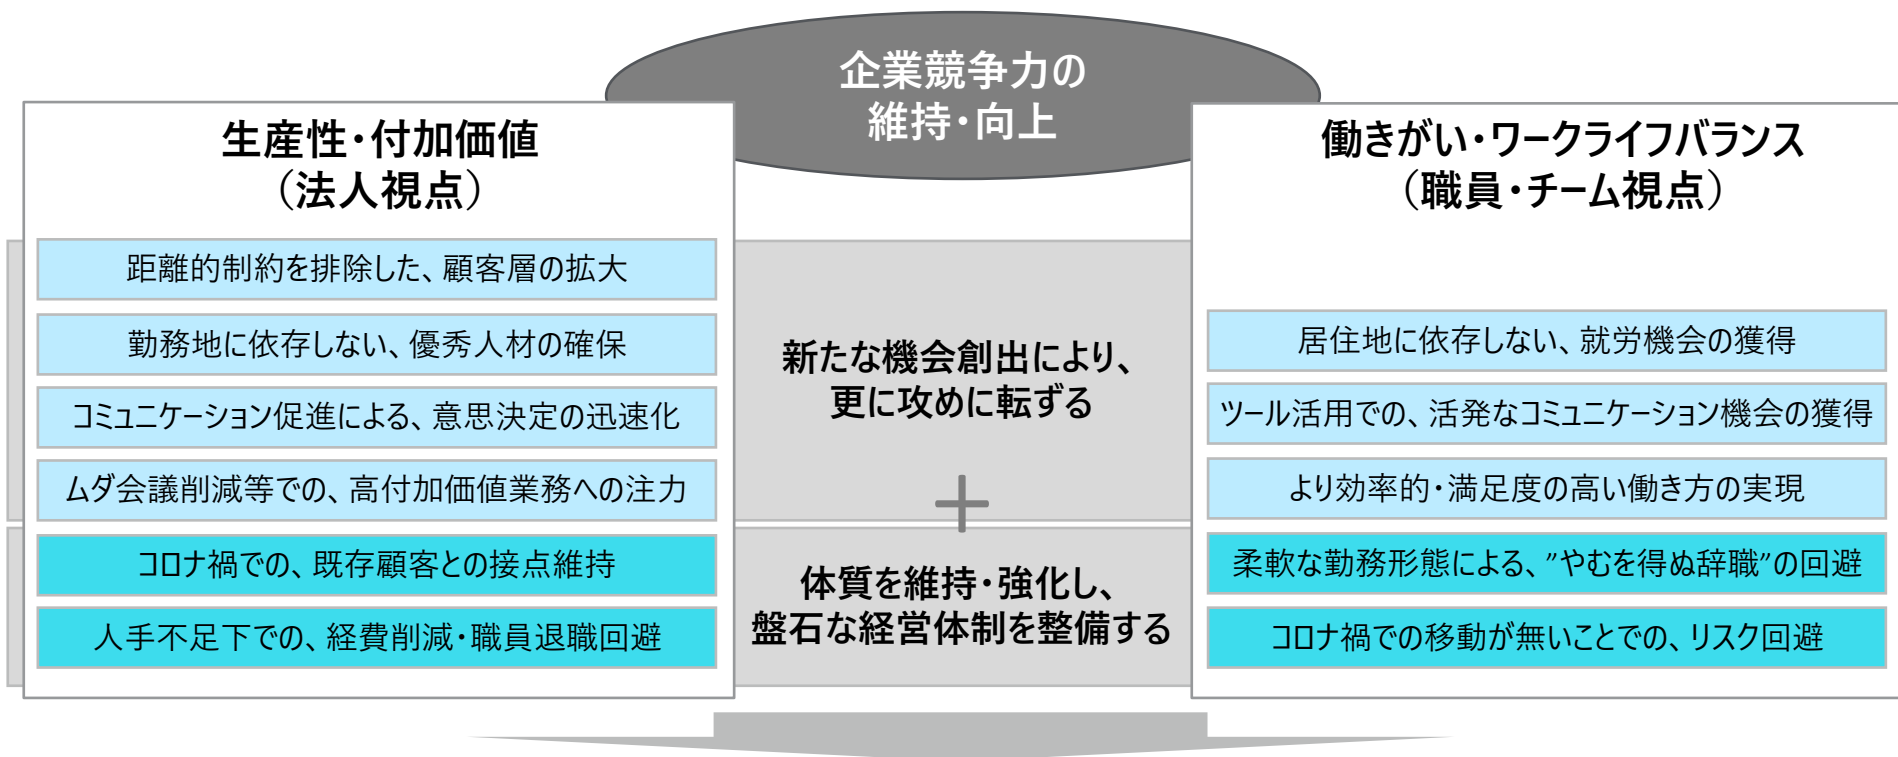 企業競争力の
維持・向上
生産性・付加価値
（法人視点）
距離的制約を排除した、顧客層の拡大
勤務地に依存しない、優秀人材の確保
コミュニケーション促進による、意思決定の迅速化
ムダ会議削減等での、高付加価値業務への注力
コロナ禍での、既存顧客との接点維持
人手不足下での、経費削減・職員退職回避
新たな機会創出により、
更に攻めに転ずる
+
体質を維持・強化し、
盤石な経営体制を整備する
働きがい・ワークライフバランス
（職員・チーム視点）
居住地に依存しない、就労機会の獲得
ツール活用での、活発なコミュニケーション機会の獲得
より効率的・満足度の高い働き方の実現
柔軟な勤務形態による、"やむを得ぬ辞職"の回避
コロナ禍での移動が無いことでの、リスク回避